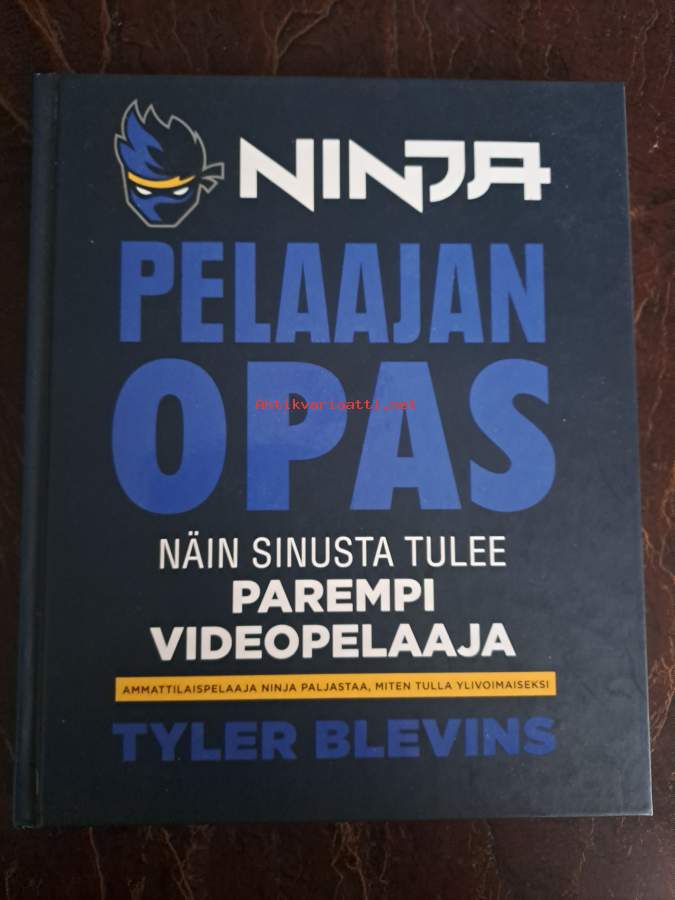 NINJA
PELAAJAN
OPAS
Antikvariaatti.net
NÄIN SINUSTA TULEE
PAREMPI
VIDEOPELAAJA
AMMATTILAISPELAAJA NINJA PALJASTAA, MITEN TULLA YLIVOIMAISEKSI
TYLER BLEVINS